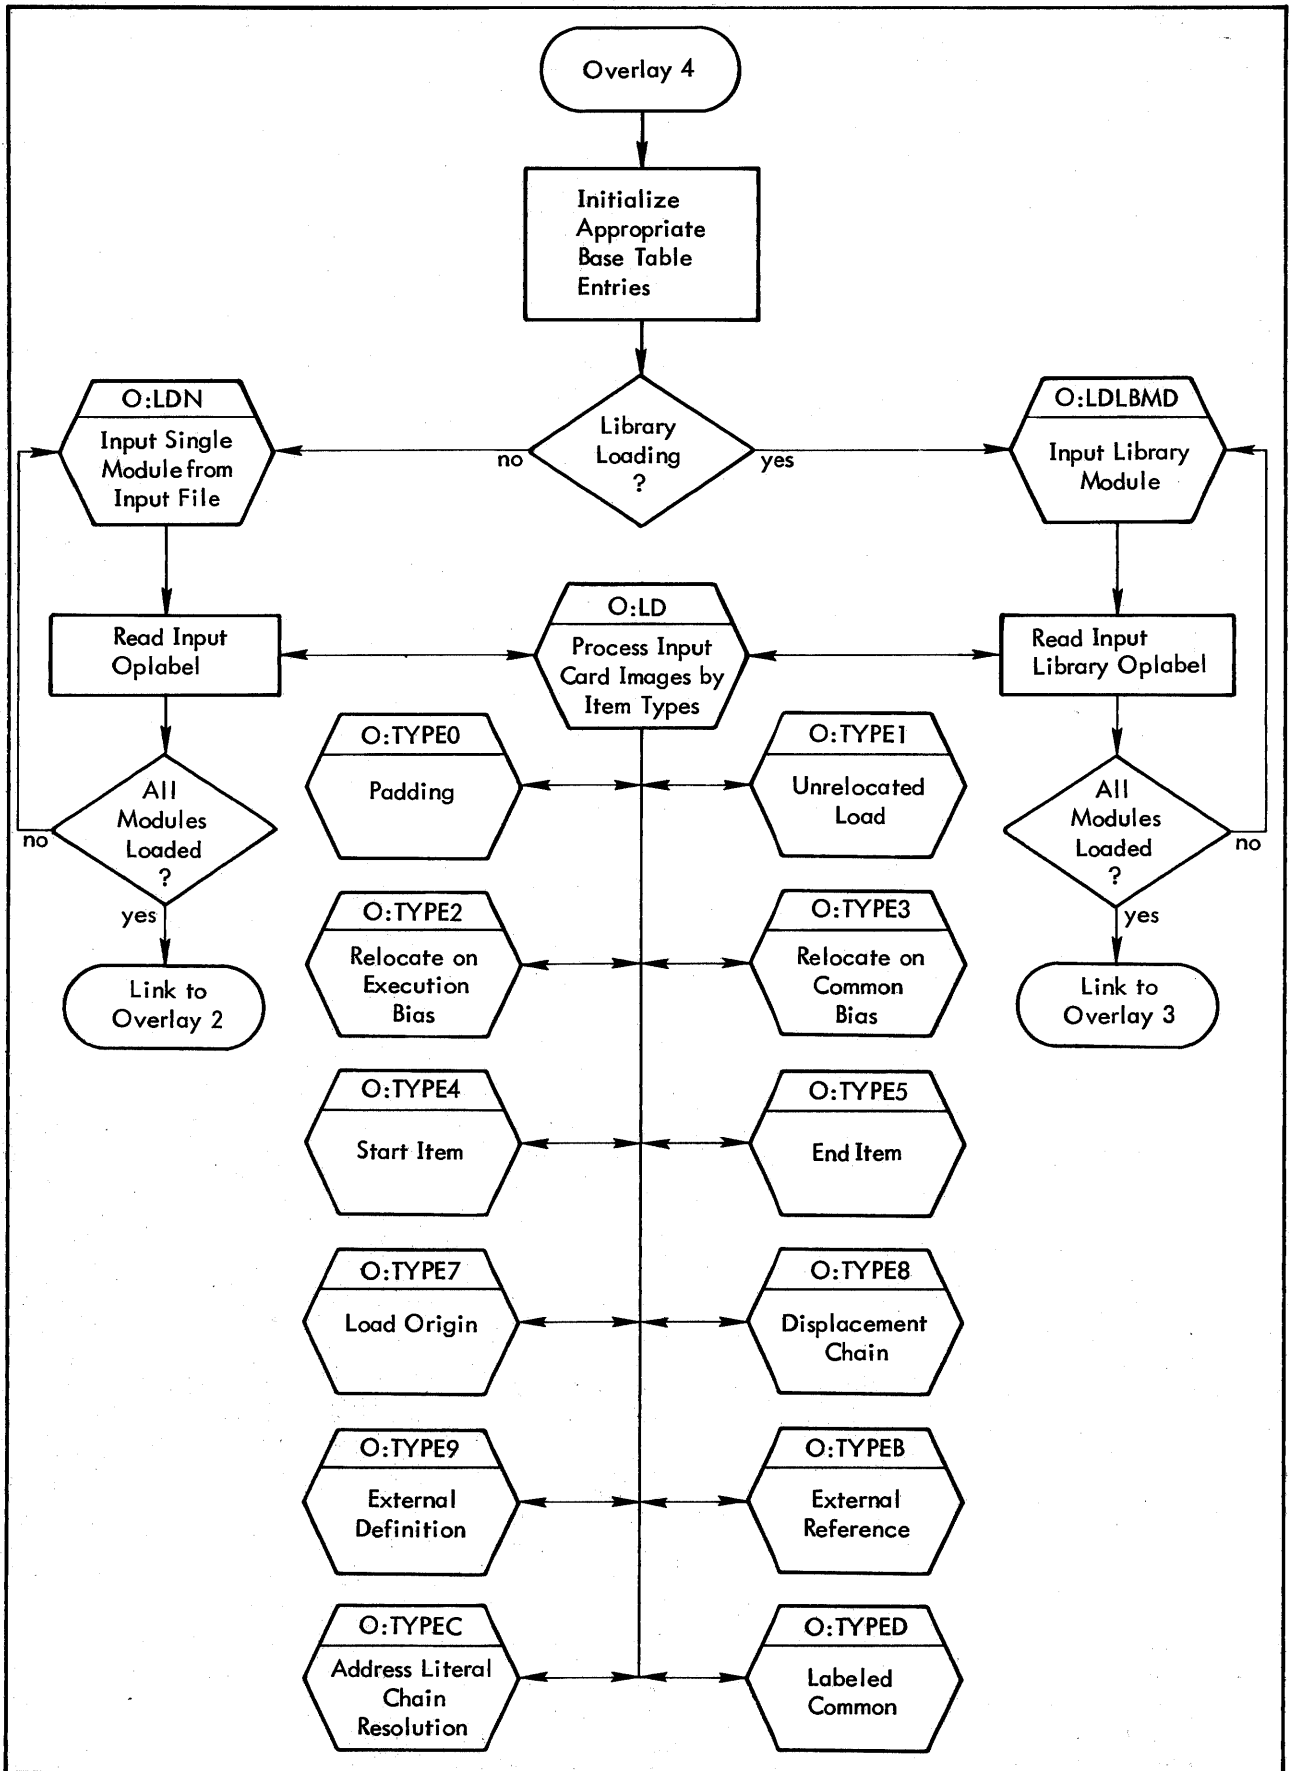 Overlay 4
Initialize
Appropriate
Base Table
Entries
Library
Loading
?
no
yes
O:LDN
Input Single
Module from
Input File
O:LDLBMD
Input Library
Module
Read Input
Oplabel
O:LD
Process Input
Card Images by
Item Types
Read Input
Library Oplabel
All
Modules
Loaded
?
no
yes
Link to
Overlay 2
All
Modules
Loaded
?
no
yes
Link to
Overlay 3
O:TYPE0
Padding
O:TYPE1
Unrelocated
Load
O:TYPE2
Relocate on
Execution
Bias
O:TYPE3
Relocate on
Common
Bias
O:TYPE4
Start Item
O:TYPE5
End Item
O:TYPE7
Load Origin
O:TYPE8
Displacement
Chain
O:TYPE9
External
Definition
O:TYPEB
External
Reference
O:TYPEC
Address Literal
Chain
Resolution
O:TYPED
Labeled
Common